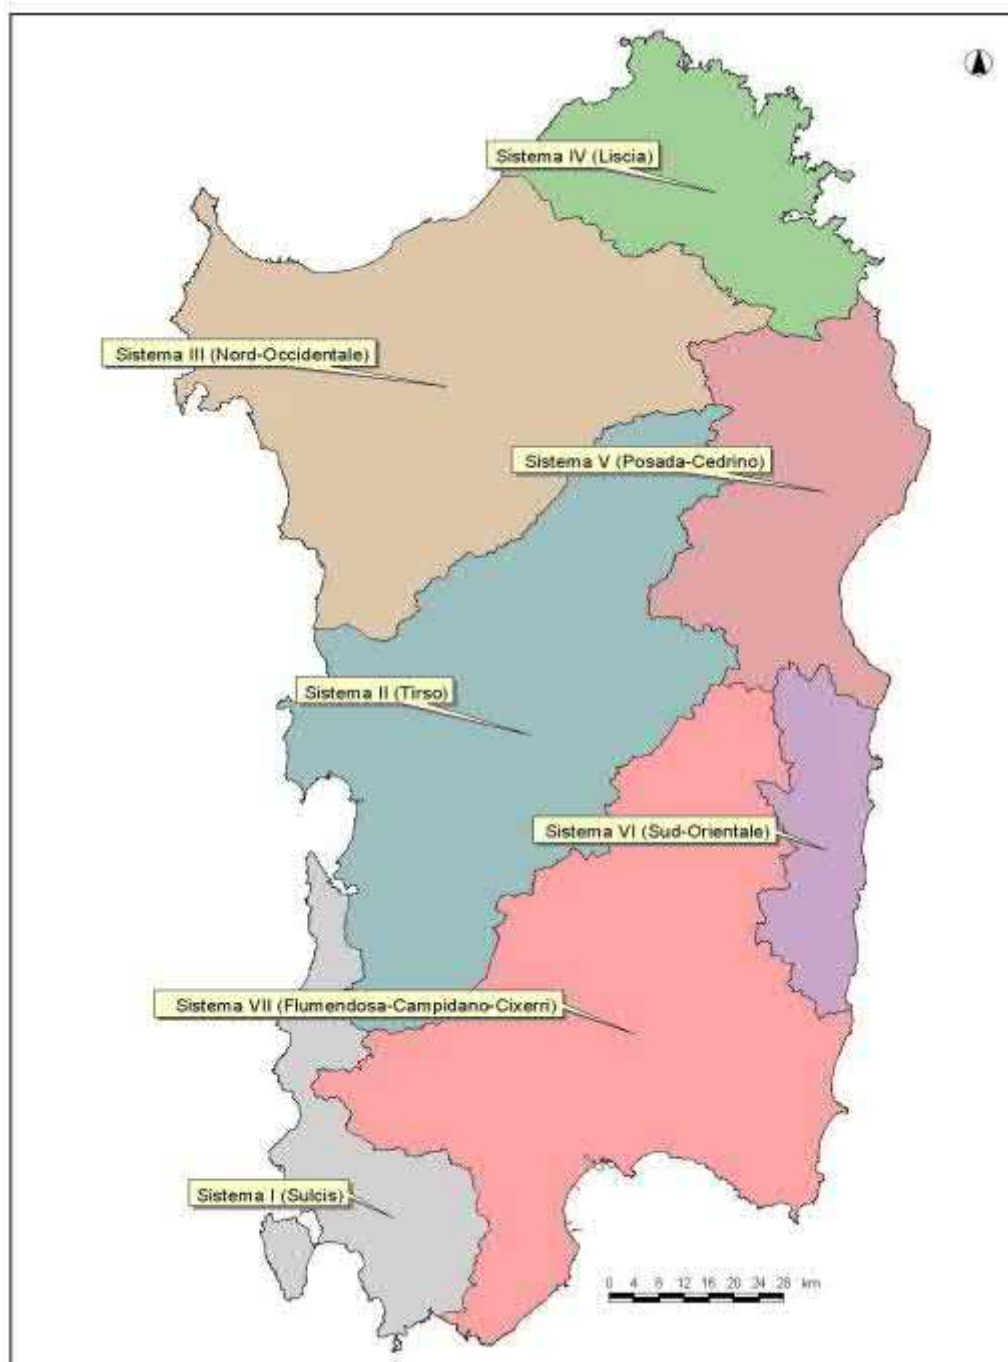 Sistema IV (Liscia)
Sistema III (Nord-Occidentale)
Sistema V (Posada-Cedrino)
Sistema II (Tirso)
Sistema VI (Sud-Orientale)
Sistema VII (Flumendosa-Campidano-Cixerri)
Sistema I (Sulcis)
0 4 8 12 16 20 24 28 km